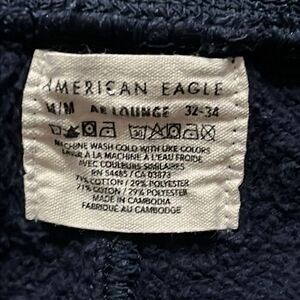 AMERICAN EAGLE
M/M AE LOUNGE 32-34
MACHINE WASH COLD WITH LIKE COLORS
LAVER A LA MACHINE A L'EAU FROIDE
AVEC COULEURS SIMILAIRES
RN 54485 / CA 03873
71% COTTON / 29% POLYESTER
71% COTON / 29% POLYESTER
MADE IN CAMBODIA
FABRIQUE AU CAMBODGE